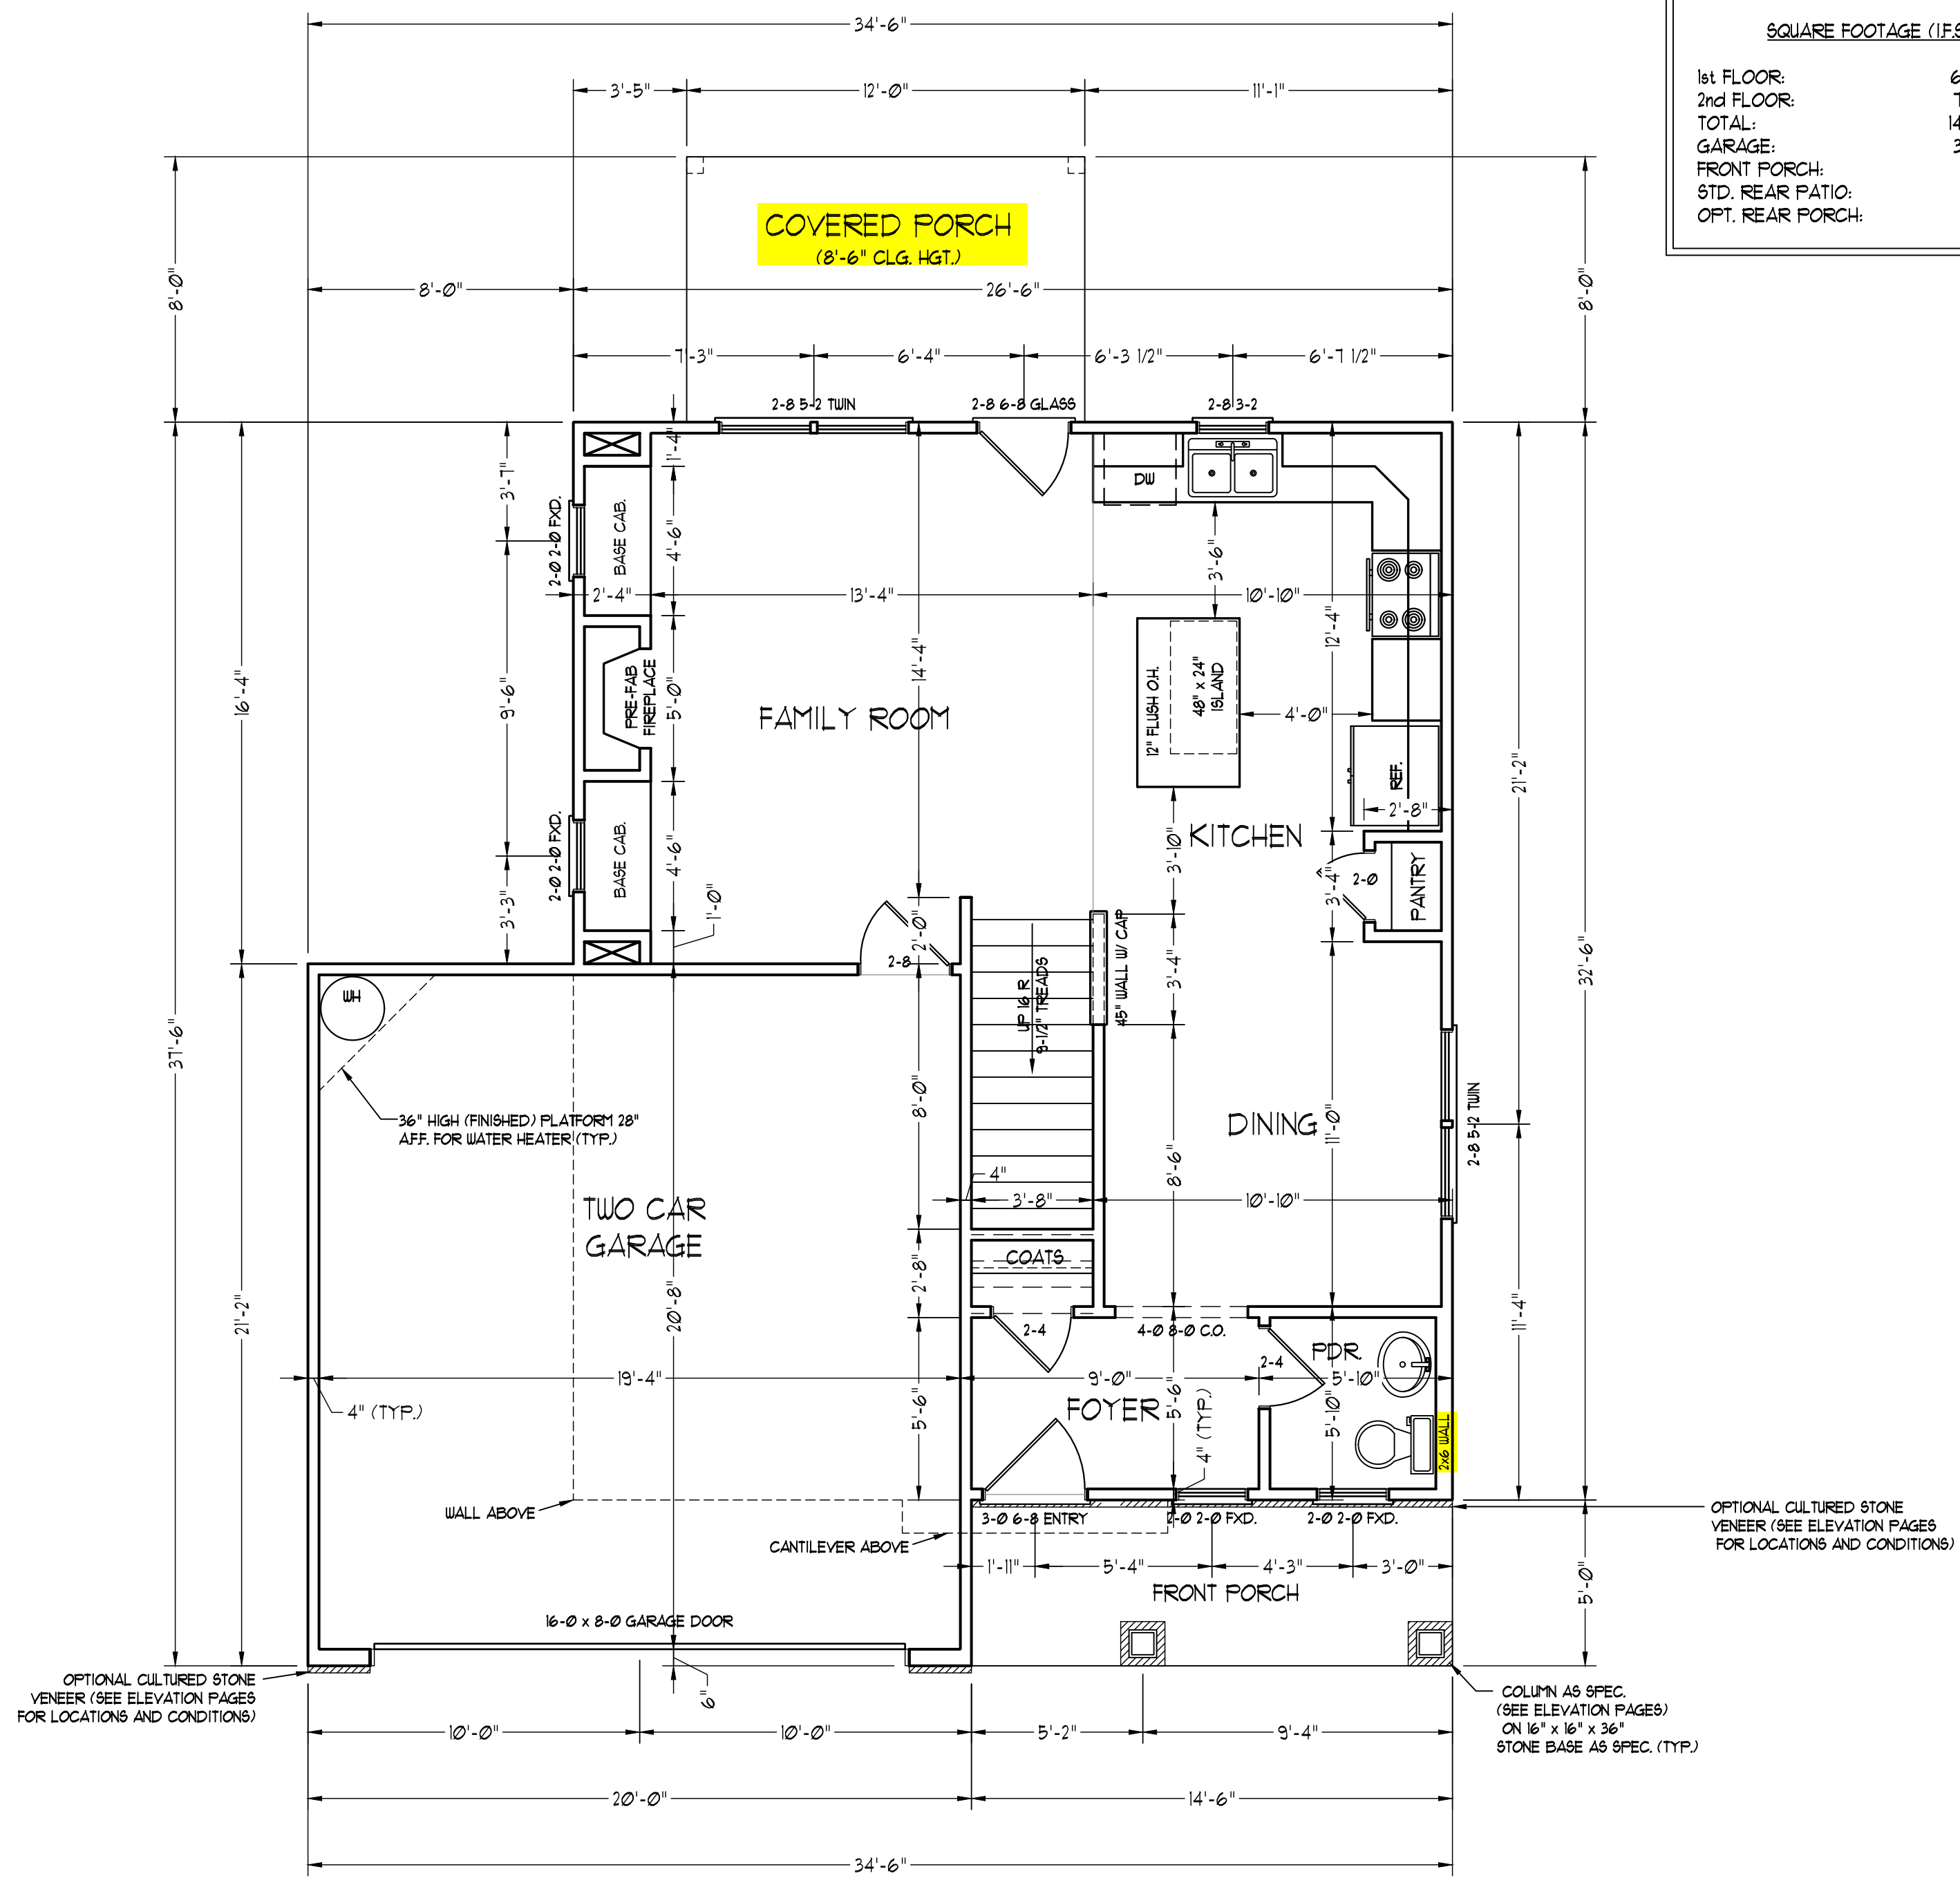 34'-6"
SQUARE FOOTAGE (I.F.S
1st FLOOR: 6
2nd FLOOR: 7
TOTAL: 14
GARAGE: 3
FRONT PORCH:
STD. REAR PATIO:
OPT. REAR PORCH:
3'-5" 12'-0" 11'-1"
COVERED PORCH
(8'-6" CLG. HGT.)
8'-0" 8'-0"
8'-0" 26'-6"
7'-3" 6'-4" 6'-3 1/2" 6'-7 1/2"
2-8 5-2 TWIN 2-8 6-8 GLASS 2-8 3-2
1'-4"
3'-7"
DW
2-0 2-0 FXD.
BASE CAB.
4'-6"
3'-6"
2'-4" 13'-4" 10'-10"
12'-4"
14'-4"
16'-4"
9'-6"
PRE-FAB
FIREPLACE
5'-0"
FAMILY ROOM
12" FLUSH O.H.
48" x 24"
ISLAND
4'-0"
21'-2"
REF.
2'-8"
KITCHEN
3'-10"
2-0 2-0 FXD.
BASE CAB.
4'-6"
3'-3"
1'-0"
2'-0"
2-8
2-0
3'-4"
PANTRY
45" WALL W/ CAP
3'-4"
UP 16 R
9-1/2" TREADS
32'-6"
37'-6"
WH
36" HIGH (FINISHED) PLATFORM 28"
A.F.F. FOR WATER HEATER (TYP.)
8'-0"
DINING
11'-0"
8'-6"
2-8 5-2 TWIN
4"
3'-8" 10'-10"
TWO CAR
GARAGE
COATS
2'-8"
20'-8"
21'-2"
11'-4"
2-4
4-0 8-0 C.O.
2-4
PDR.
19'-4" 9'-0" 5'-10"
4" (TYP.)
5'-6"
FOYER
5'-6"
4" (TYP.)
5'-10"
2x6 WALL
WALL ABOVE
CANTILEVER ABOVE
3-0 6-8 ENTRY 2-0 2-0 FXD. 2-0 2-0 FXD.
OPTIONAL CULTURED STONE
VENEER (SEE ELEVATION PAGES
FOR LOCATIONS AND CONDITIONS)
1'-11" 5'-4" 4'-3" 3'-0"
FRONT PORCH
5'-0"
16-0 x 8-0 GARAGE DOOR
OPTIONAL CULTURED STONE
VENEER (SEE ELEVATION PAGES
FOR LOCATIONS AND CONDITIONS)
6"
COLUMN AS SPEC.
(SEE ELEVATION PAGES)
ON 16" x 16" x 36"
STONE BASE AS SPEC. (TYP.)
10'-0" 10'-0" 5'-2" 9'-4"
20'-0" 14'-6"
34'-6"